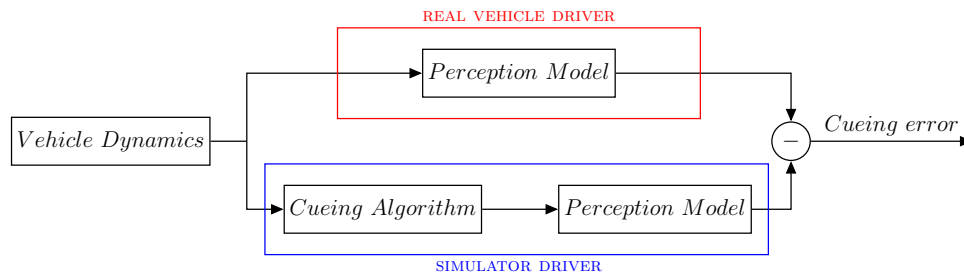 REAL VEHICLE DRIVER
Perception Model
Vehicle Dynamics
−
Cueing error
Cueing Algorithm
Perception Model
SIMULATOR DRIVER